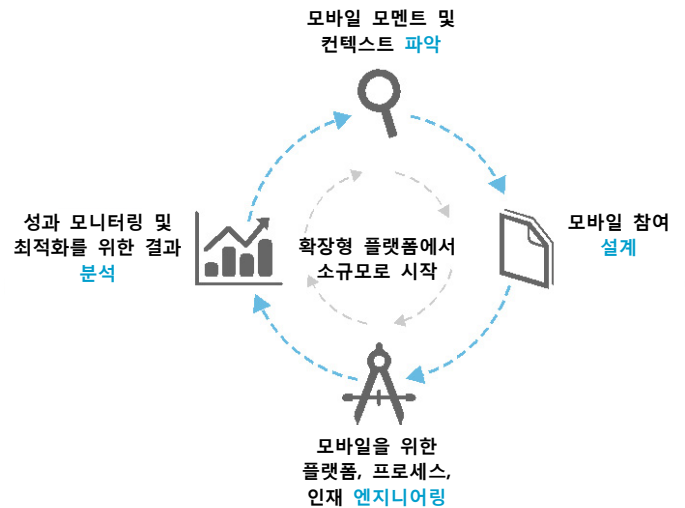 모바일 모멘트 및
컨텍스트 파악
모바일 참여
설계
성과 모니터링 및
최적화를 위한 결과
분석
확장형 플랫폼에서
소규모로 시작
모바일을 위한
플랫폼, 프로세스,
인재 엔지니어링